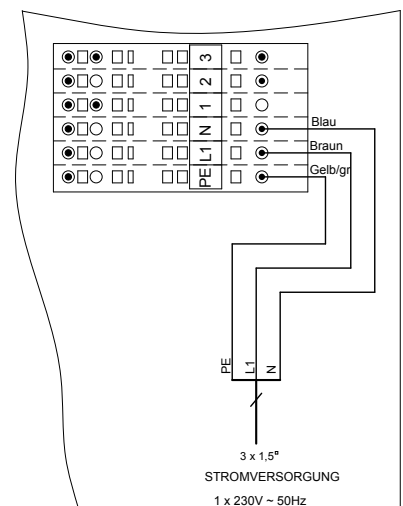 3
2
1
N
Blau
L1
Braun
PE
Gelb/gr
PE
L1
N
3 x 1,5¤
STROMVERSORGUNG
1 x 230V ~ 50Hz